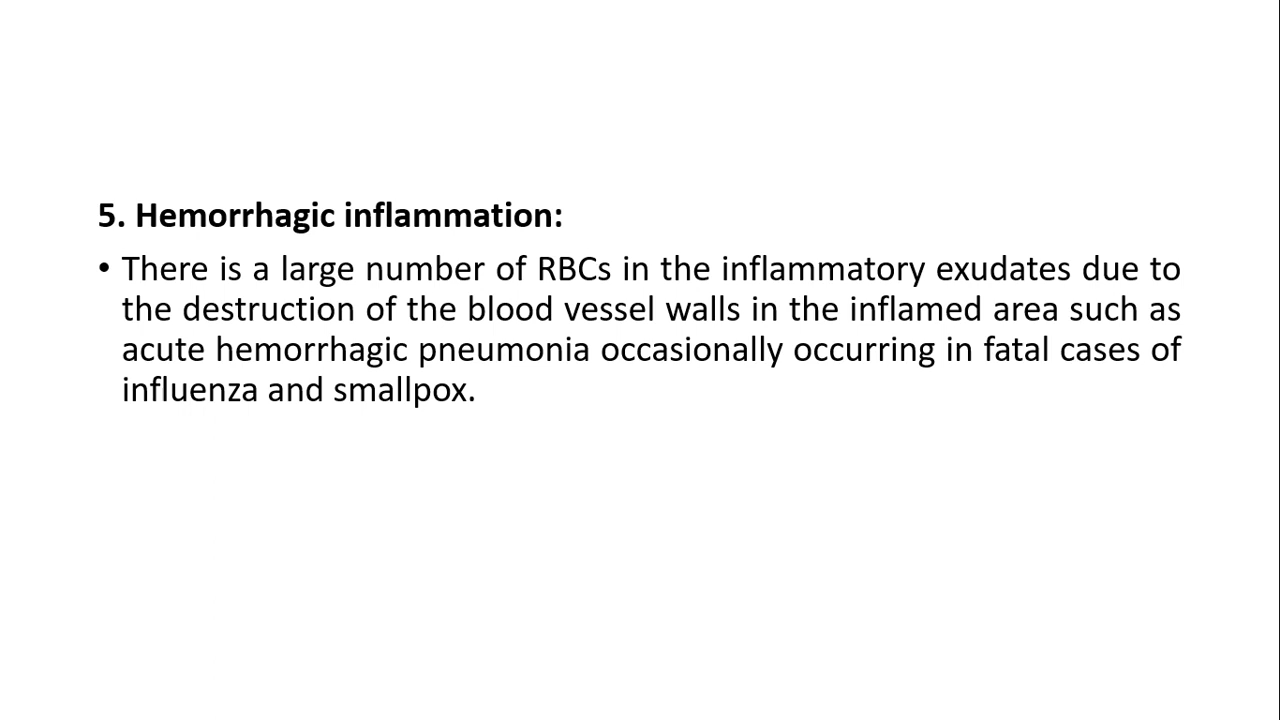 5. Hemorrhagic inflammation:
• There is a large number of RBCs in the inflammatory exudates due to
the destruction of the blood vessel walls in the inflamed area such as
acute hemorrhagic pneumonia occasionally occurring in fatal cases of
influenza and smallpox.